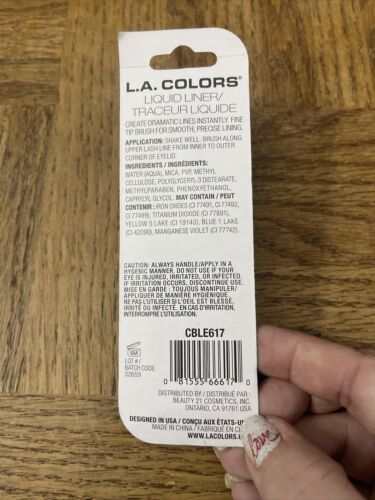 L.A. COLORS®
LIQUID LINER/
TRACEUR LIQUIDE
CREATE DRAMATIC LINES INSTANTLY. FINE
TIP BRUSH FOR SMOOTH, PRECISE LINING.
APPLICATION: SHAKE WELL. BRUSH ALONG
UPPER LASH LINE FROM INNER TO OUTER
CORNER OF EYELID.
INGREDIENTS / INGRÉDIENTS:
WATER (AQUA), MICA, PVP, METHYL
CELLULOSE, POLYGLYCERYL-3 DISTEARATE,
METHYLPARABEN, PHENOXYETHANOL,
CAPRYLYL GLYCOL. MAY CONTAIN / PEUT
CONTENIR : IRON OXIDES (CI 77491, CI 77492,
CI 77499), TITANIUM DIOXIDE (CI 77891),
YELLOW 5 LAKE (CI 19140), BLUE 1 LAKE
(CI 42090), MANGANESE VIOLET (CI 77742).
CAUTION: ALWAYS HANDLE/APPLY IN A
HYGENIC MANNER. DO NOT USE IF YOUR
EYE IS INJURED, IRRITATED, OR INFECTED.
IF IRRITATION OCCURS, DISCONTINUE USE.
MISE EN GARDE : TOUJOURS MANIPULER/
APPLIQUER DE MANIÈRE HYGIÉNIQUE.
NE PAS L'UTILISER SI L'OEIL EST BLESSÉ,
IRRITÉ OU INFECTÉ. EN CAS D'IRRITATION,
INTERROMPRE L'UTILISATION.
CBLE617
6M
LOT # /
BATCH CODE:
32659
0 81555 66617 0
DISTRIBUTED BY / DISTRIBUÉ PAR :
BEAUTY 21 COSMETICS, INC.
ONTARIO, CA 91761 USA
DESIGNED IN USA / CONÇU AUX ÉTATS-UN
MADE IN CHINA / FABRIQUÉ EN C
WWW.LACOLORS.
love